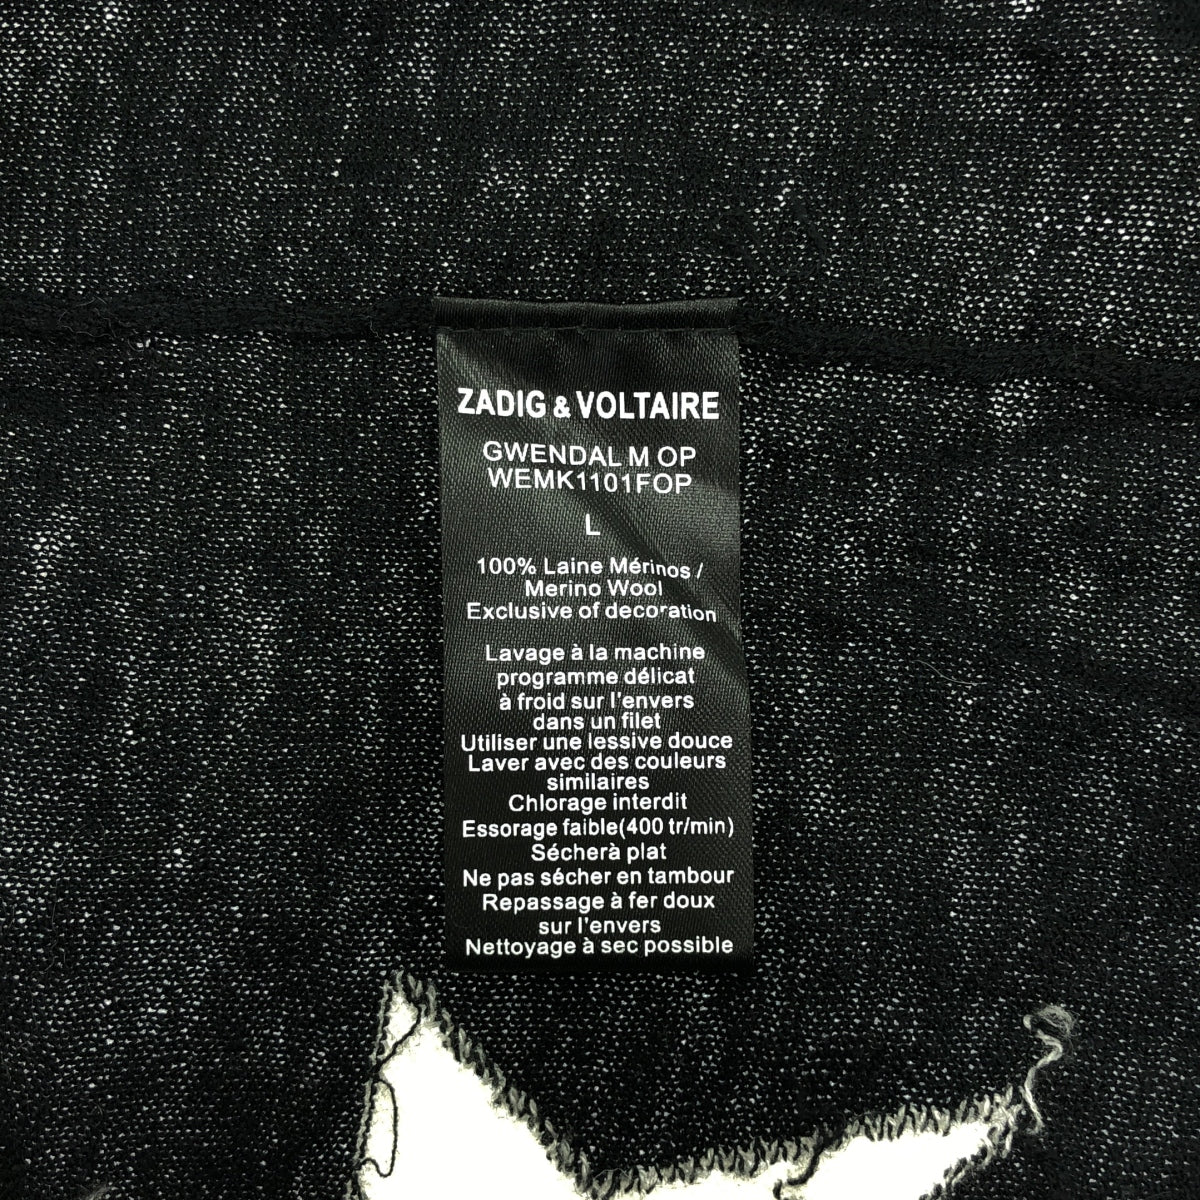 ZADIG & VOLTAIRE
GWENDAL M OP
WEMK1101FOP
L
100% Laine Mérinos /
Merino Wool
Exclusive of decoration
Lavage à la machine
programme délicat
à froid sur l'envers
dans un filet
Utiliser une lessive douce
Laver avec des couleurs
similaires
Chlorage interdit
Essorage faible(400 tr/min)
Sécherà plat
Ne pas sécher en tambour
Repassage à fer doux
sur l'envers
Nettoyage à sec possible